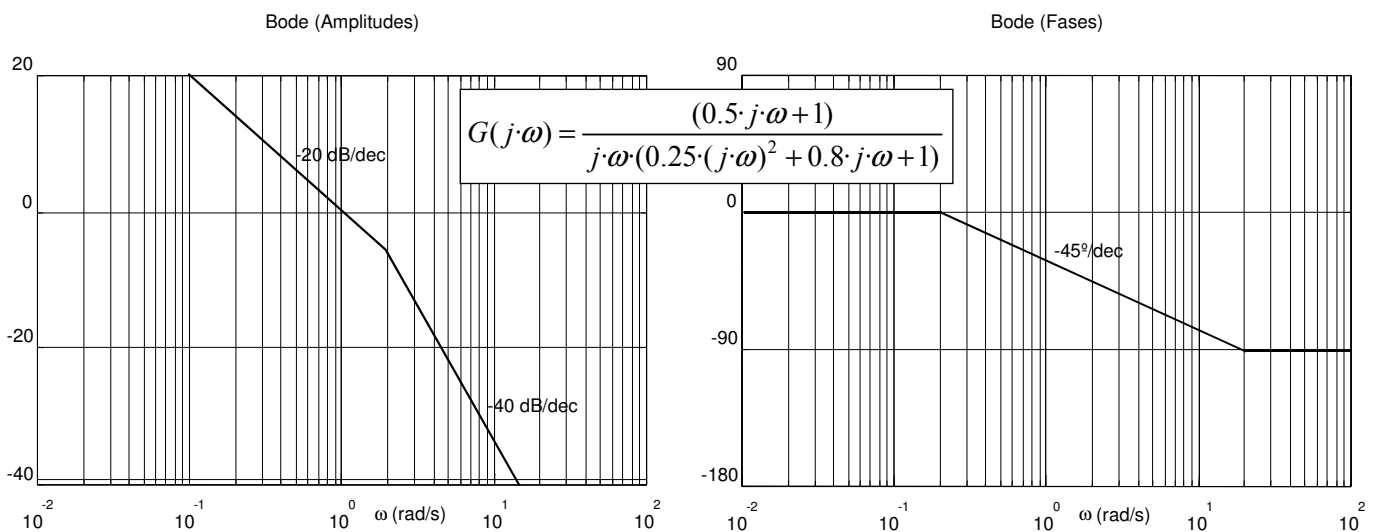 Bode (Amplitudes)
20
0
-20
-40
-20 dB/dec
-40 dB/dec
10^-2 10^-1 10^0 10^1 10^2
ω (rad/s)
G(j·ω) = (0.5·j·ω+1) / j·ω·(0.25·(j·ω)^2 + 0.8·j·ω+1)
Bode (Fases)
90
0
-90
-180
-45º/dec
10^-2 10^-1 10^0 10^1 10^2
ω (rad/s)